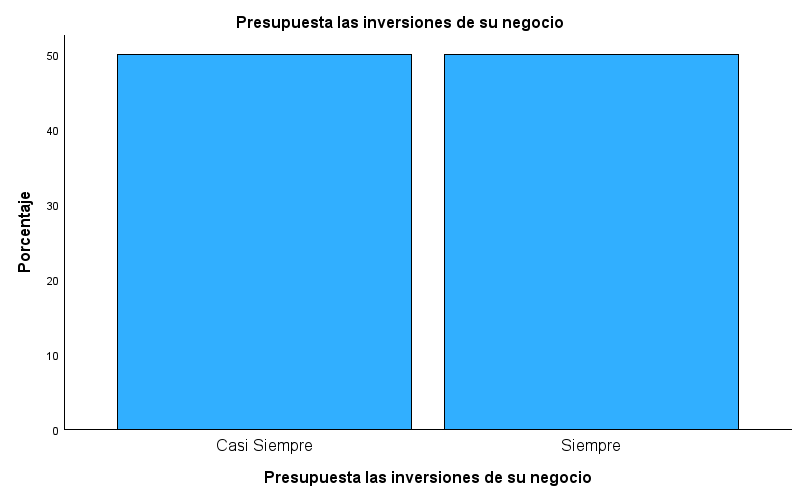 Presupuesta las inversiones de su negocio
Porcentaje
50
40
30
20
10
0
Casi Siempre
Siempre
Presupuesta las inversiones de su negocio